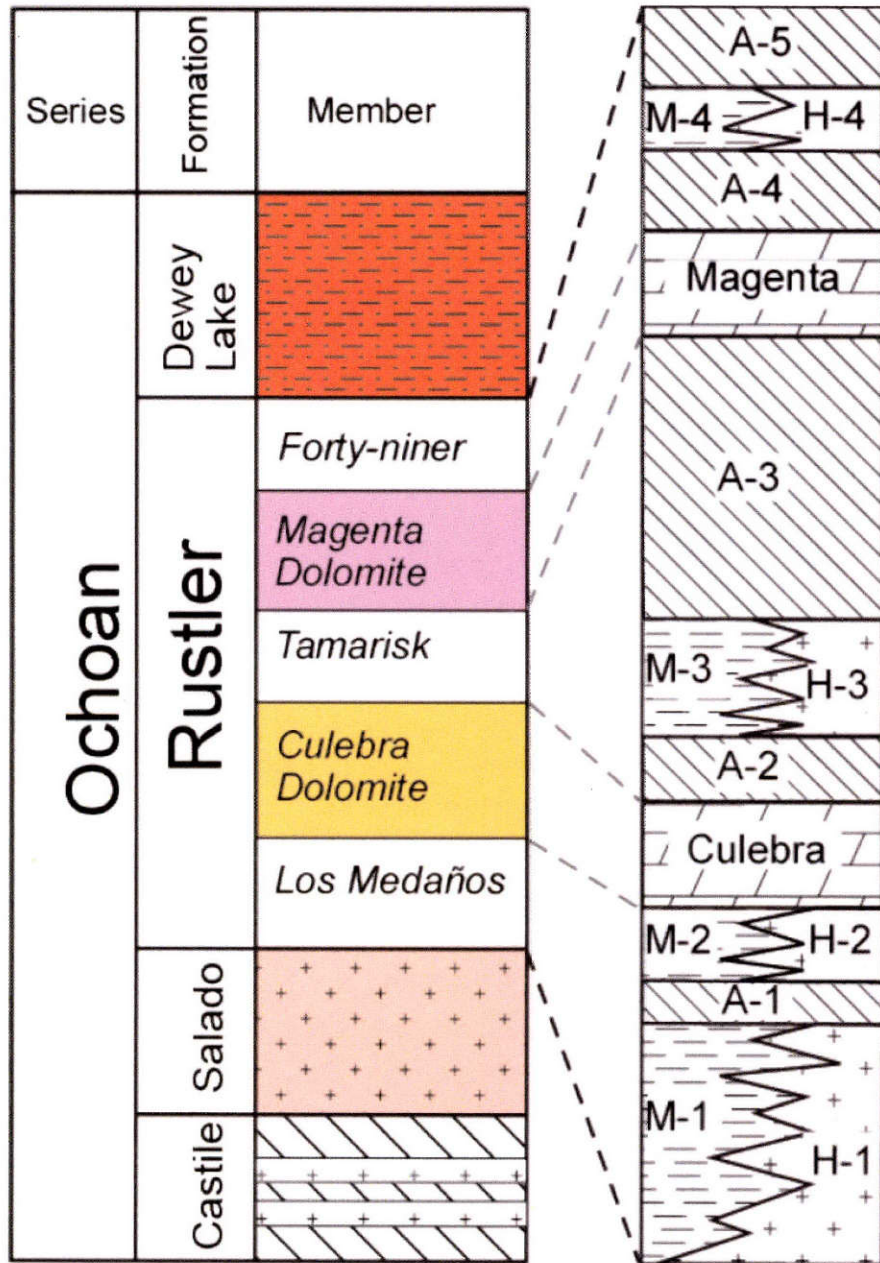 Series
Formation
Member
Ochoan
Dewey
Lake
Rustler
Forty-niner
Magenta
Dolomite
Tamarisk
Culebra
Dolomite
Los Medaños
Salado
Castile
A-5
M-4 H-4
A-4
Magenta
A-3
M-3 H-3
A-2
Culebra
M-2 H-2
A-1
M-1
H-1